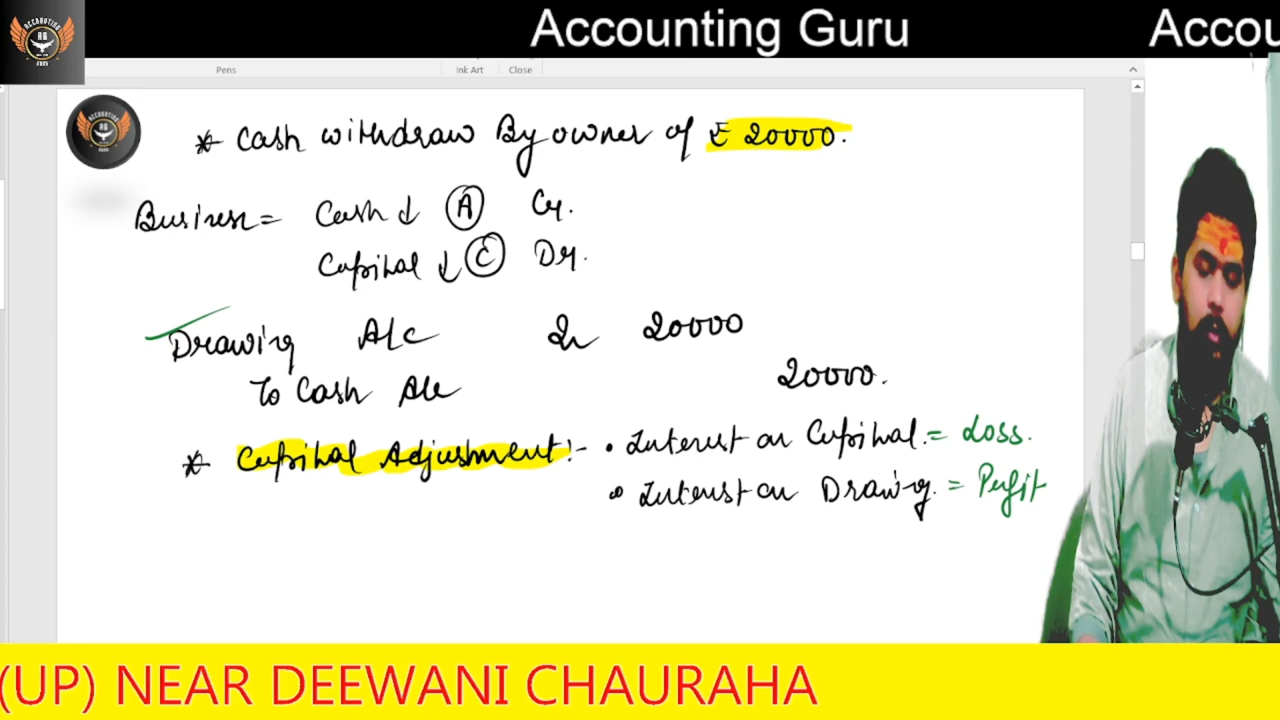 Accounting Guru
Accou
Pens
Ink Art
Close
* Cash withdraw By owner of ₹ 20000.
Business = Cash ↓ (A) Cr.
Capital ↓ (C) Dr.
Drawing A/c Dr 20000
To Cash A/c 20000.
* Capital Adjustment :- • Interest on Capital. = Loss.
• Interest on Drawing. = Profit
(UP) NEAR DEEWANI CHAURAHA